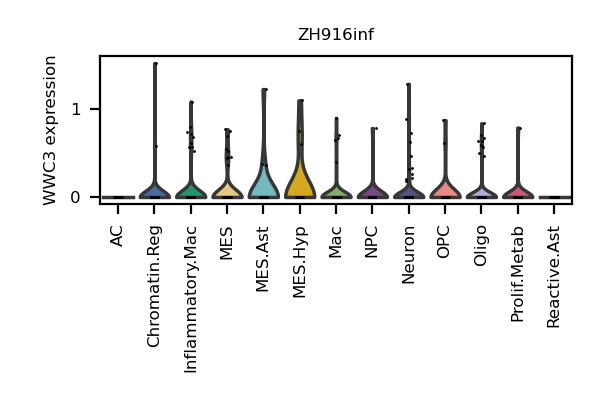 ZH916inf
WWC3 expression
1
0
AC
Chromatin.Reg
Inflammatory.Mac
MES
MES.Ast
MES.Hyp
Mac
NPC
Neuron
OPC
Oligo
Prolif.Metab
Reactive.Ast